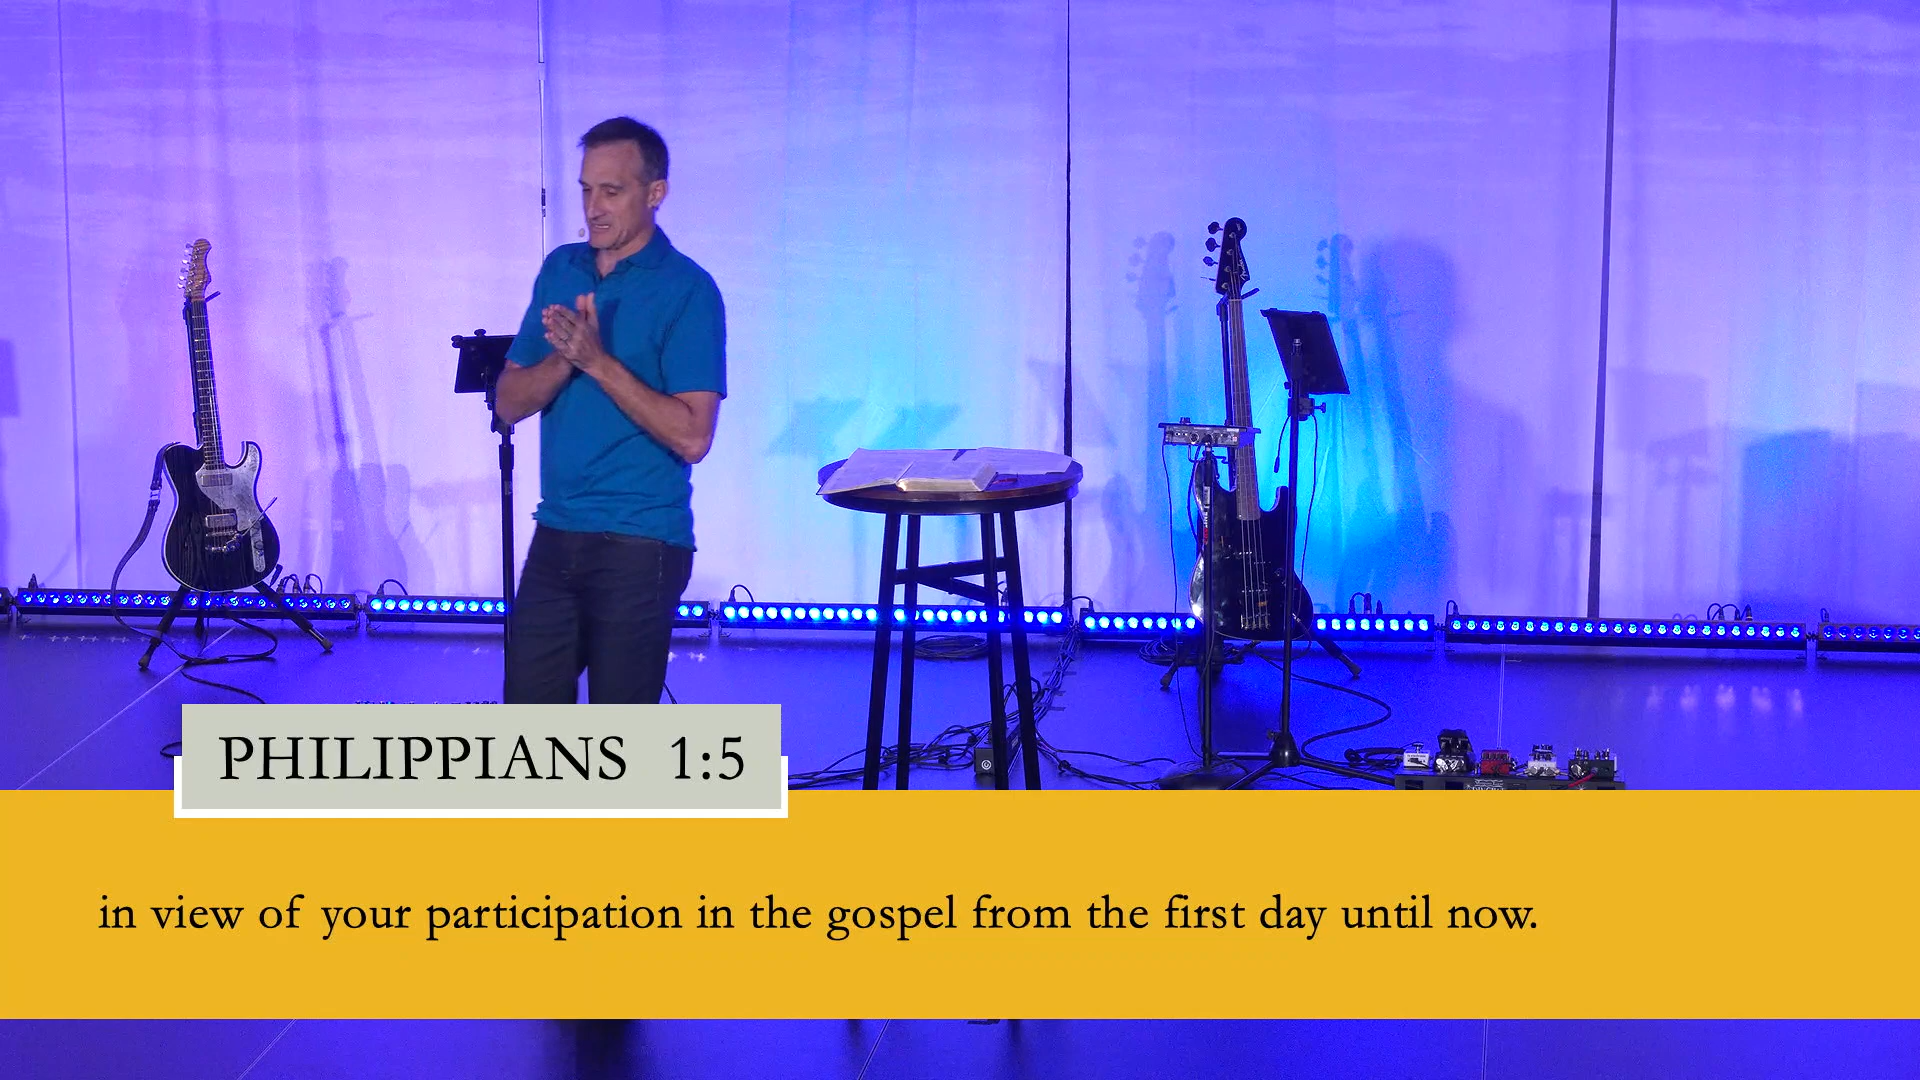 PHILIPPIANS 1:5
in view of your participation in the gospel from the first day until now.